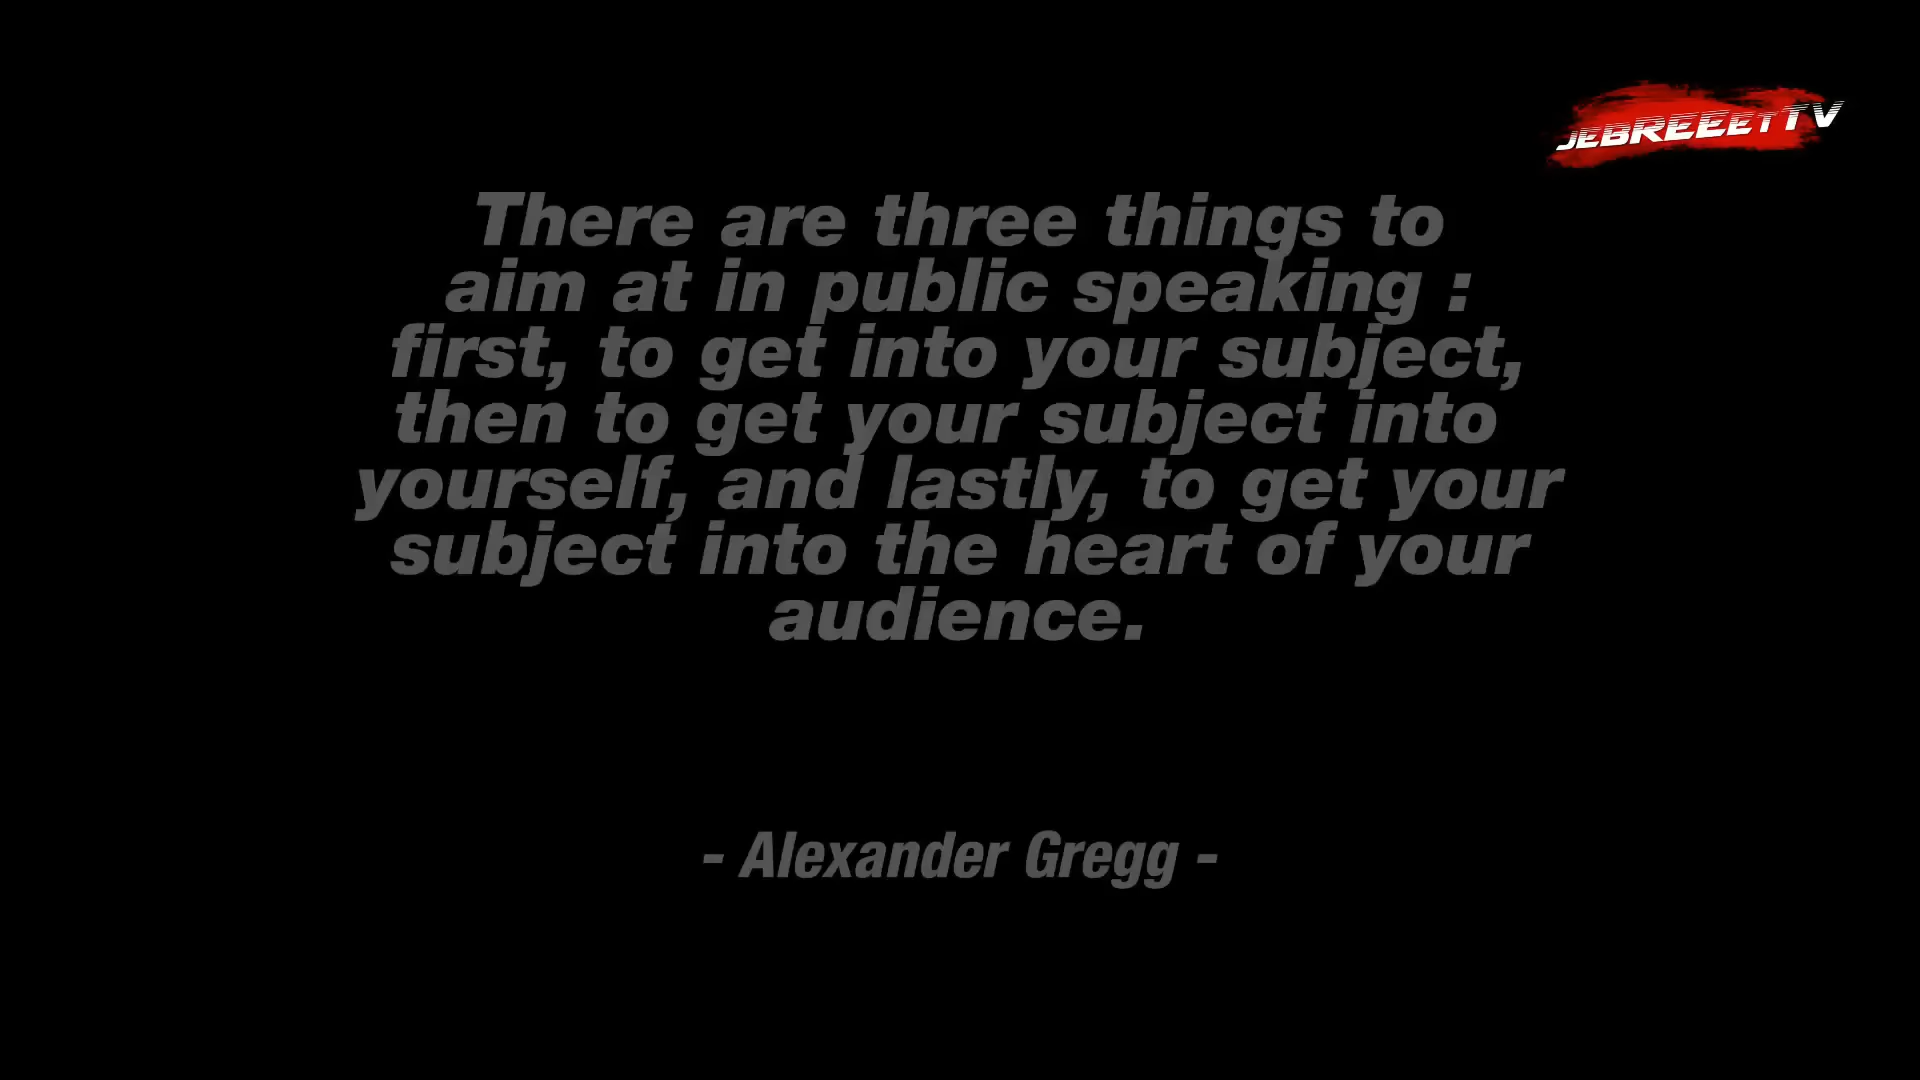 JEBREEETTV
There are three things to
aim at in public speaking :
first, to get into your subject,
then to get your subject into
yourself, and lastly, to get your
subject into the heart of your
audience.
- Alexander Gregg -